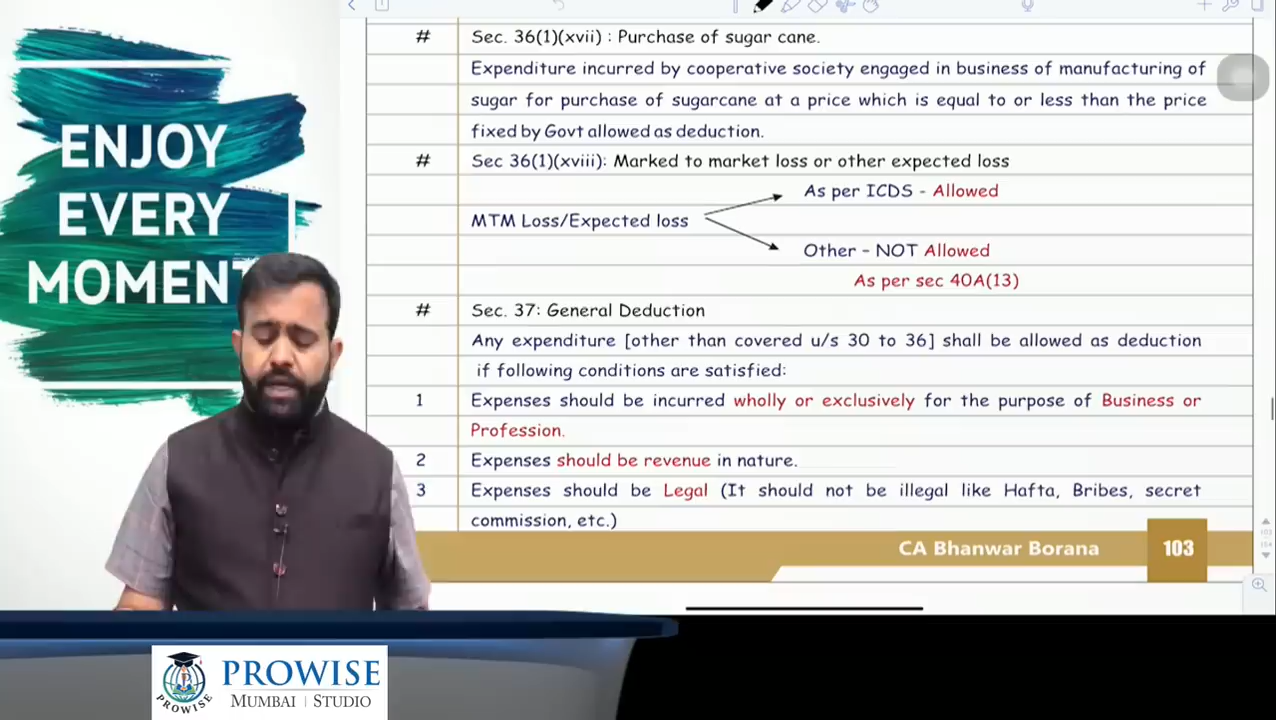 ENJOY
EVERY
MOMENT
# Sec. 36(1)(xvii) : Purchase of sugar cane.
Expenditure incurred by cooperative society engaged in business of manufacturing of
sugar for purchase of sugarcane at a price which is equal to or less than the price
fixed by Govt allowed as deduction.
# Sec 36(1)(xviii): Marked to market loss or other expected loss
As per ICDS - Allowed
MTM Loss/Expected loss
Other - NOT Allowed
As per sec 40A(13)
# Sec. 37: General Deduction
Any expenditure [other than covered u/s 30 to 36] shall be allowed as deduction
if following conditions are satisfied:
1 Expenses should be incurred wholly or exclusively for the purpose of Business or
Profession.
2 Expenses should be revenue in nature.
3 Expenses should be Legal (It should not be illegal like Hafta, Bribes, secret
commission, etc.)
CA Bhanwar Borana 103
PROWISE
MUMBAI | STUDIO
PROWISE